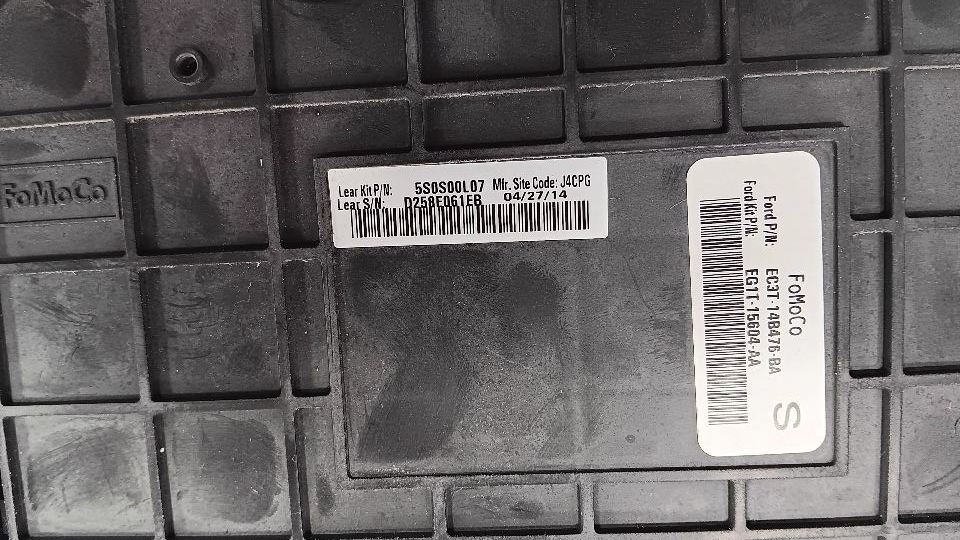 FoMoCo
Lear Kit P/N: 5S0S00L07 Mfr. Site Code: J4CPG
Lear S/N: D258E061EB 04/27/14
FoMoCo
Ford P/N: EC3T-14B476-BA
Ford Kit P/N: EG1T-15604-AA
S